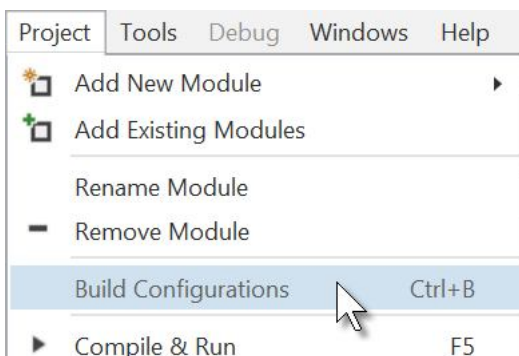 Project Tools Debug Windows Help
Add New Module
Add Existing Modules
Rename Module
Remove Module
Build Configurations Ctrl+B
Compile & Run F5